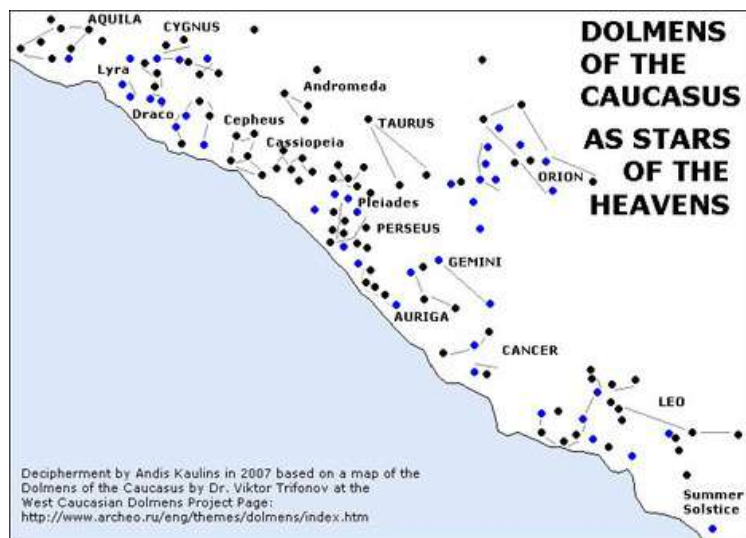 DOLMENS
OF THE
CAUCASUS
AS STARS
OF THE
HEAVENS
AQUILA
CYGNUS
Lyra
Andromeda
Draco
Cepheus
TAURUS
Cassiopeia
ORION
Pleiades
PERSEUS
GEMINI
AURIGA
CANCER
LEO
Summer
Solstice
Decipherment by Andis Kaulins in 2007 based on a map of the
Dolmens of the Caucasus by Dr. Viktor Trifonov at the
West Caucasian Dolmens Project Page:
http://www.archeo.ru/eng/themes/dolmens/index.htm